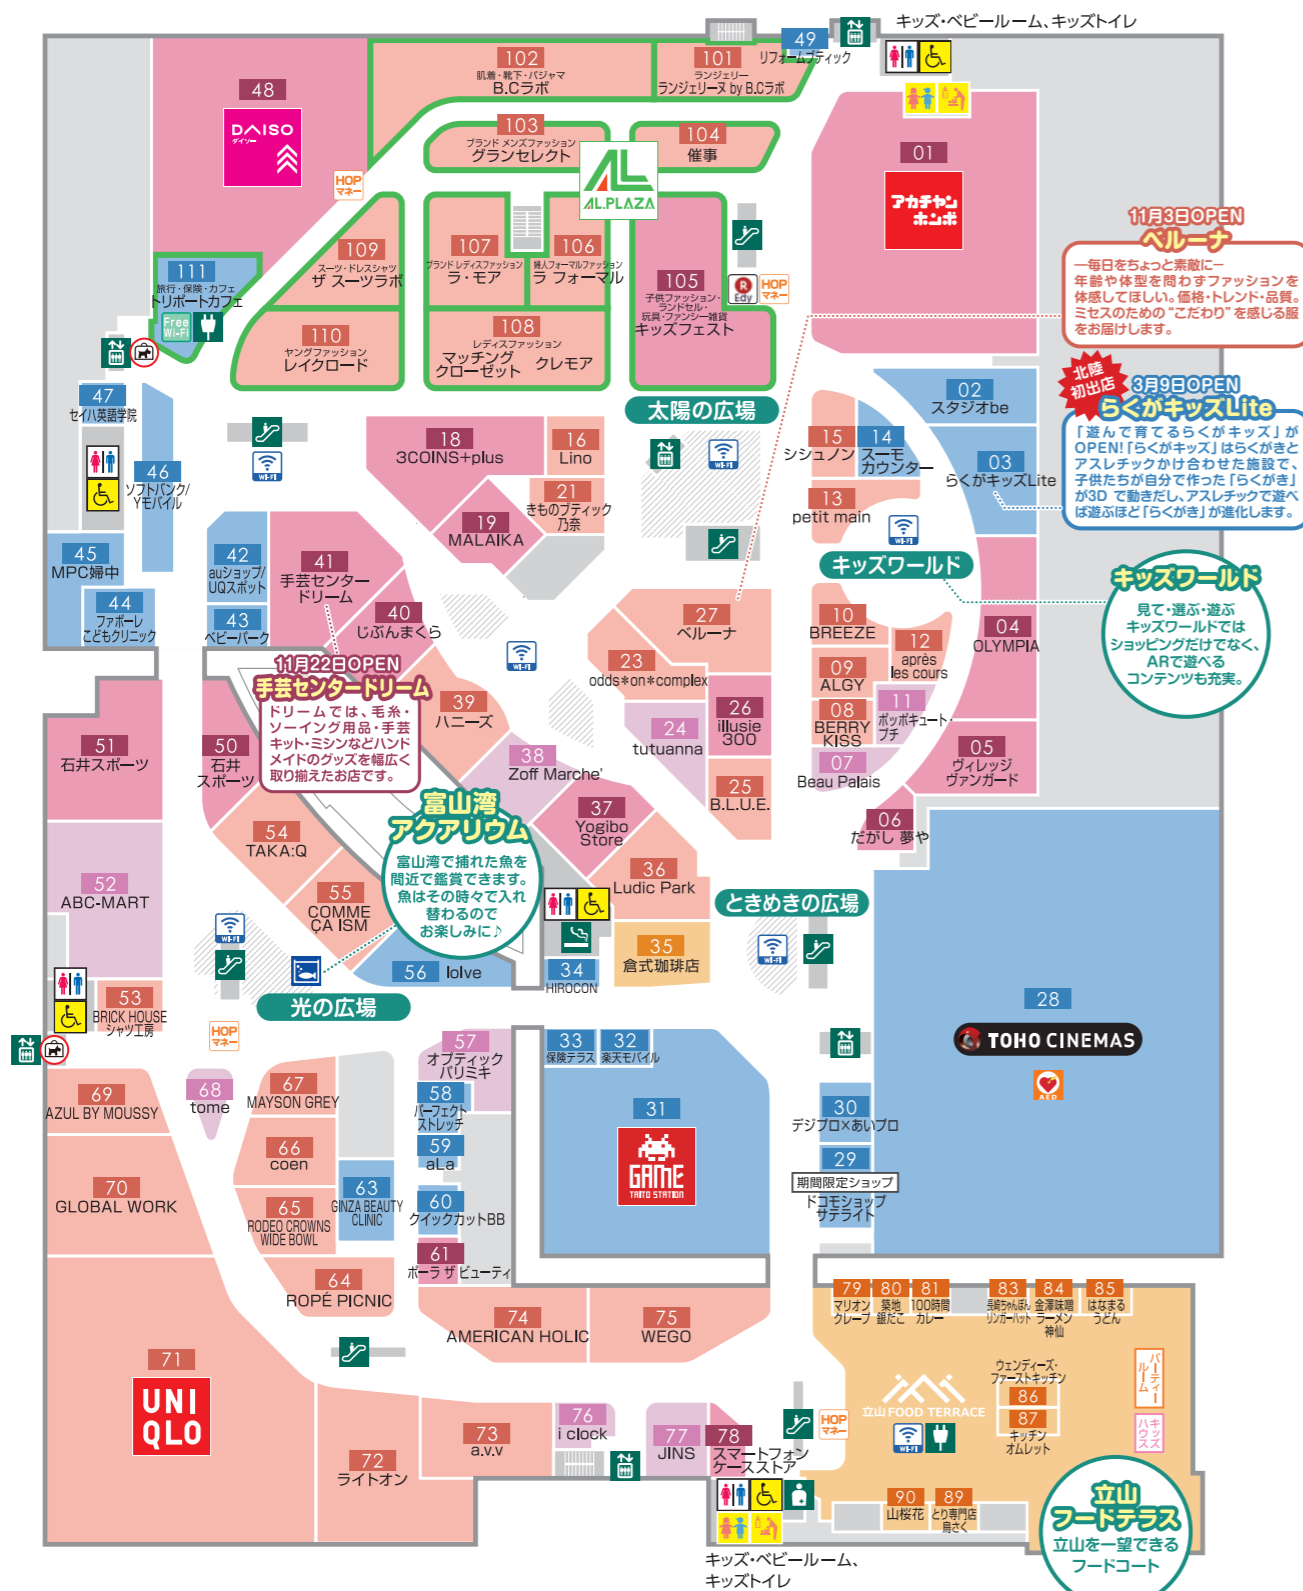 キッズ・ベビールーム、キッズトイレ
49
リフォームブティック
102
肌着・靴下・パジャマ
B.Cラボ
101
ランジェリー
ランジェリーヌ by B.Cラボ
48
DAISO
ダイソー
HOP
マネー
103
ブランド メンズファッション
グランセレクト
104
催事
AL
AL.PLAZA
01
アカチャン
ホンポ
11月3日OPEN
ベルーナ
―毎日をちょっと素敵に―
年齢や体型を問わずファッションを
体感してほしい。価格・トレンド・品質。
ミセスのための“こだわり”を感じる服
をお届けします。
109
スーツ・ドレスシャツ
ザ スーツラボ
107
ブランド レディスファッション
ラ・モア
106
婦人フォーマルファッション
ラ フォーマル
105
子供ファッション・
ランドセル・
玩具・ファンシー雑貨
キッズフェスト
R
Edy
HOP
マネー
111
旅行・保険・カフェ
トリポートカフェ
Free
Wi-Fi
110
ヤングファッション
レイクロード
108
レディスファッション
マッチング
クローゼット
クレモア
北陸
初出店
3月9日OPEN
らくがキッズLite
「遊んで育てるらくがキッズ」が
OPEN!「らくがキッズ」はらくがきと
アスレチックかけ合わせた施設で、
子供たちが自分で作った「らくがき」
が3D で動きだし、アスレチックで遊べ
ば遊ぶほど「らくがき」が進化します。
47
セイハ英語学院
46
ソフトバンク/
Yモバイル
WI-FI
18
3COINS+plus
16
Lino
太陽の広場
WI-FI
02
スタジオbe
15
シシュノン
14
スーモ
カウンター
03
らくがキッズLite
21
きものブティック
乃奈
19
MALAIKA
13
petit main
WI-FI
45
MPC婦中
44
ファボーレ
こどもクリニック
42
auショップ/
UQスポット
43
ベビーパーク
41
手芸センター
ドリーム
40
じぶんまくら
キッズワールド
キッズワールド
見て・選ぶ・遊ぶ
キッズワールドでは
ショッピングだけでなく、
ARで遊べる
コンテンツも充実。
WI-FI
27
ベルーナ
10
BREEZE
12
après
les cours
04
OLYMPIA
11月22日OPEN
手芸センタードリーム
ドリームでは、毛糸・
ソーイング用品・手芸
キット・ミシンなどハンド
メイドのグッズを幅広く
取り揃えたお店です。
39
ハニーズ
23
odds＊on＊complex
09
ALGY
11
ポッポキュート・
プチ
51
石井スポーツ
50
石井
スポーツ
24
tutuanna
26
illusie
300
08
BERRY
KISS
38
Zoff Marche'
07
Beau Palais
05
ヴィレッジ
ヴァンガード
25
B.L.U.E.
37
Yogibo
Store
06
だがし 夢や
54
TAKA:Q
富山湾
アクアリウム
富山湾で捕れた魚を
間近で鑑賞できます。
魚はその時々で入れ
替わるので
お楽しみに♪
36
Ludic Park
52
ABC-MART
55
COMME
ÇA ISM
ときめきの広場
WI-FI
35
倉式珈琲店
WI-FI
56
lolve
34
HIROCON
53
BRICK HOUSE
シャツ工房
光の広場
28
TOHO CINEMAS
AED
HOP
マネー
57
オプティック
パリミキ
33
保険テラス
32
楽天モバイル
69
AZUL BY MOUSSY
68
tome
67
MAYSON GREY
58
パーフェクト
ストレッチ
31
GAME
TAITO STATION
30
デジプロ×あいプロ
66
coen
59
aLa
29
期間限定ショップ
ドコモショップ
サテライト
70
GLOBAL WORK
63
GINZA BEAUTY
CLINIC
65
RODEO CROWNS
WIDE BOWL
60
クイックカットBB
61
ポーラ ザ ビューティ
64
ROPÉ PICNIC
79
マリオン
クレープ
80
築地
銀だこ
81
100時間
カレー
83
長崎ちゃんぽん
リンガーハット
84
金澤味噌
ラーメン
神仙
85
はなまる
うどん
74
AMERICAN HOLIC
75
WEGO
71
UNI
QLO
立山 FOOD TERRACE
ウェンディーズ・
ファーストキッチン
86
87
キッチン
オムレット
パーティー
ルーム
キッズ
ハウス
HOP
マネー
WI-FI
72
ライトオン
73
a.v.v
76
i clock
77
JINS
78
スマートフォン
ケースストア
90
山桜花
89
とり専門店
鳥さく
立山
フードテラス
立山を一望できる
フードコート
キッズ・ベビールーム、
キッズトイレ